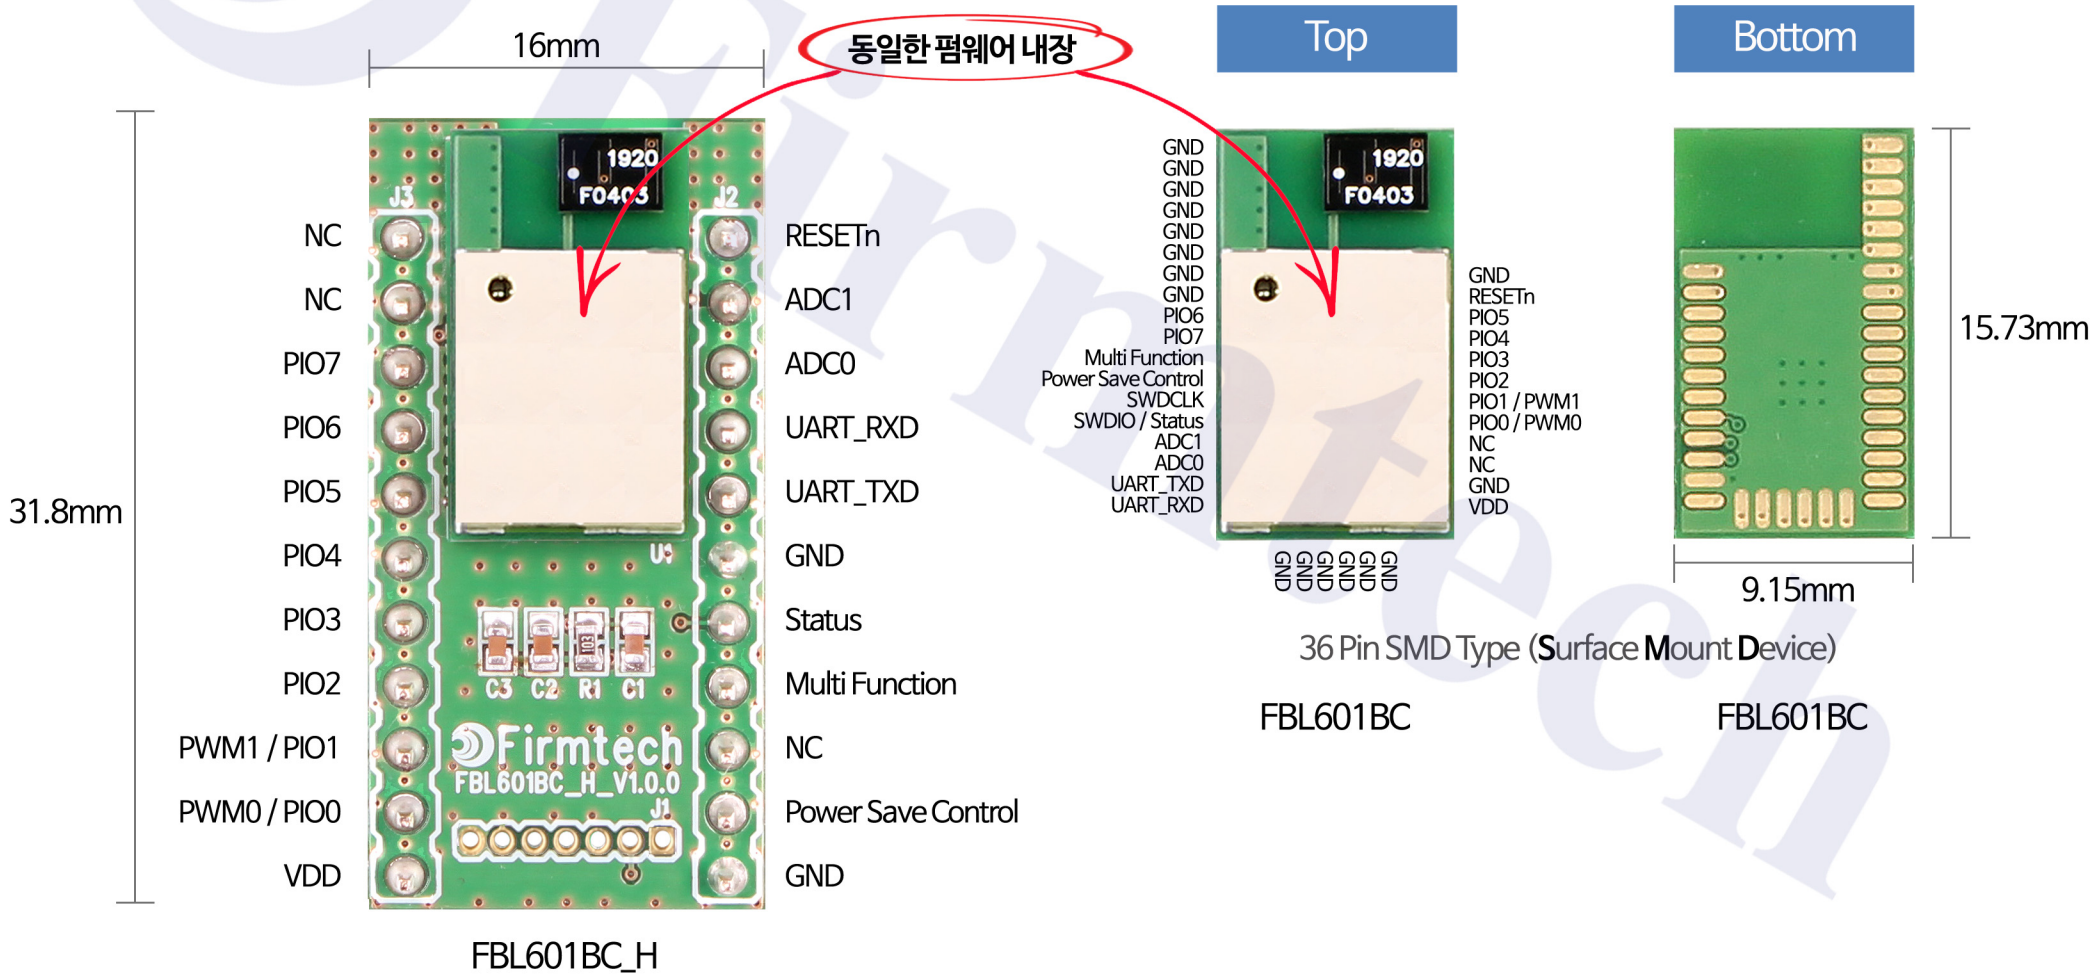 16mm
동일한 펌웨어 내장
Top
Bottom
31.8mm
1920
F0403
J3
J2
NC
NC
PIO7
PIO6
PIO5
PIO4
PIO3
PIO2
PWM1 / PIO1
PWM0 / PIO0
VDD
RESETn
ADC1
ADC0
UART_RXD
UART_TXD
GND
Status
Multi Function
NC
Power Save Control
GND
U1
C3
C2
R1
C1
103
Firmtech
FBL601BC_H_V1.0.0
J1
FBL601BC_H
1920
F0403
GND
GND
GND
GND
GND
GND
GND
GND
PIO6
PIO7
Multi Function
Power Save Control
SWDCLK
SWDIO / Status
ADC1
ADC0
UART_TXD
UART_RXD
GND
RESETn
PIO5
PIO4
PIO3
PIO2
PIO1 / PWM1
PIO0 / PWM0
NC
NC
GND
VDD
GND
GND
GND
GND
GND
GND
15.73mm
9.15mm
36 Pin SMD Type (Surface Mount Device)
FBL601BC
FBL601BC
Firmtech